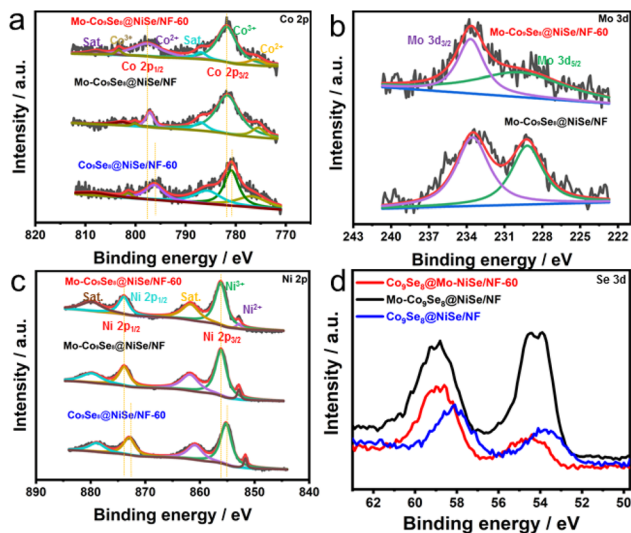 a
Co 2p
Mo-Co₉Se₈@NiSe/NF-60
Sat.
Co³⁺
Co²⁺
Sat.
Co³⁺
Co²⁺
Co 2p₁/₂
Co 2p₃/₂
Mo-Co₉Se₈@NiSe/NF
Co₉Se₈@NiSe/NF-60
Intensity / a.u.
820 810 800 790 780 770
Binding energy / eV
b
Mo 3d
Mo 3d₃/₂
Mo-Co₉Se₈@NiSe/NF-60
Mo 3d₅/₂
Mo-Co₉Se₈@NiSe/NF
Intensity / a.u.
243 240 237 234 231 228 225 222
Binding energy / eV
c
Ni 2p
Mo-Co₉Se₈@NiSe/NF-60
Ni³⁺
Sat.
Ni 2p₁/₂
Sat.
Ni²⁺
Ni 2p₁/₂
Ni 2p₃/₂
Mo-Co₉Se₈@NiSe/NF
Co₉Se₈@NiSe/NF-60
Intensity / a.u.
890 880 870 860 850 840
Binding energy / eV
d
Se 3d
Co₉Se₈@Mo-NiSe/NF-60
Mo-Co₉Se₈@NiSe/NF
Co₉Se₈@NiSe/NF
Intensity / a.u.
62 60 58 56 54 52 50
Binding energy / eV